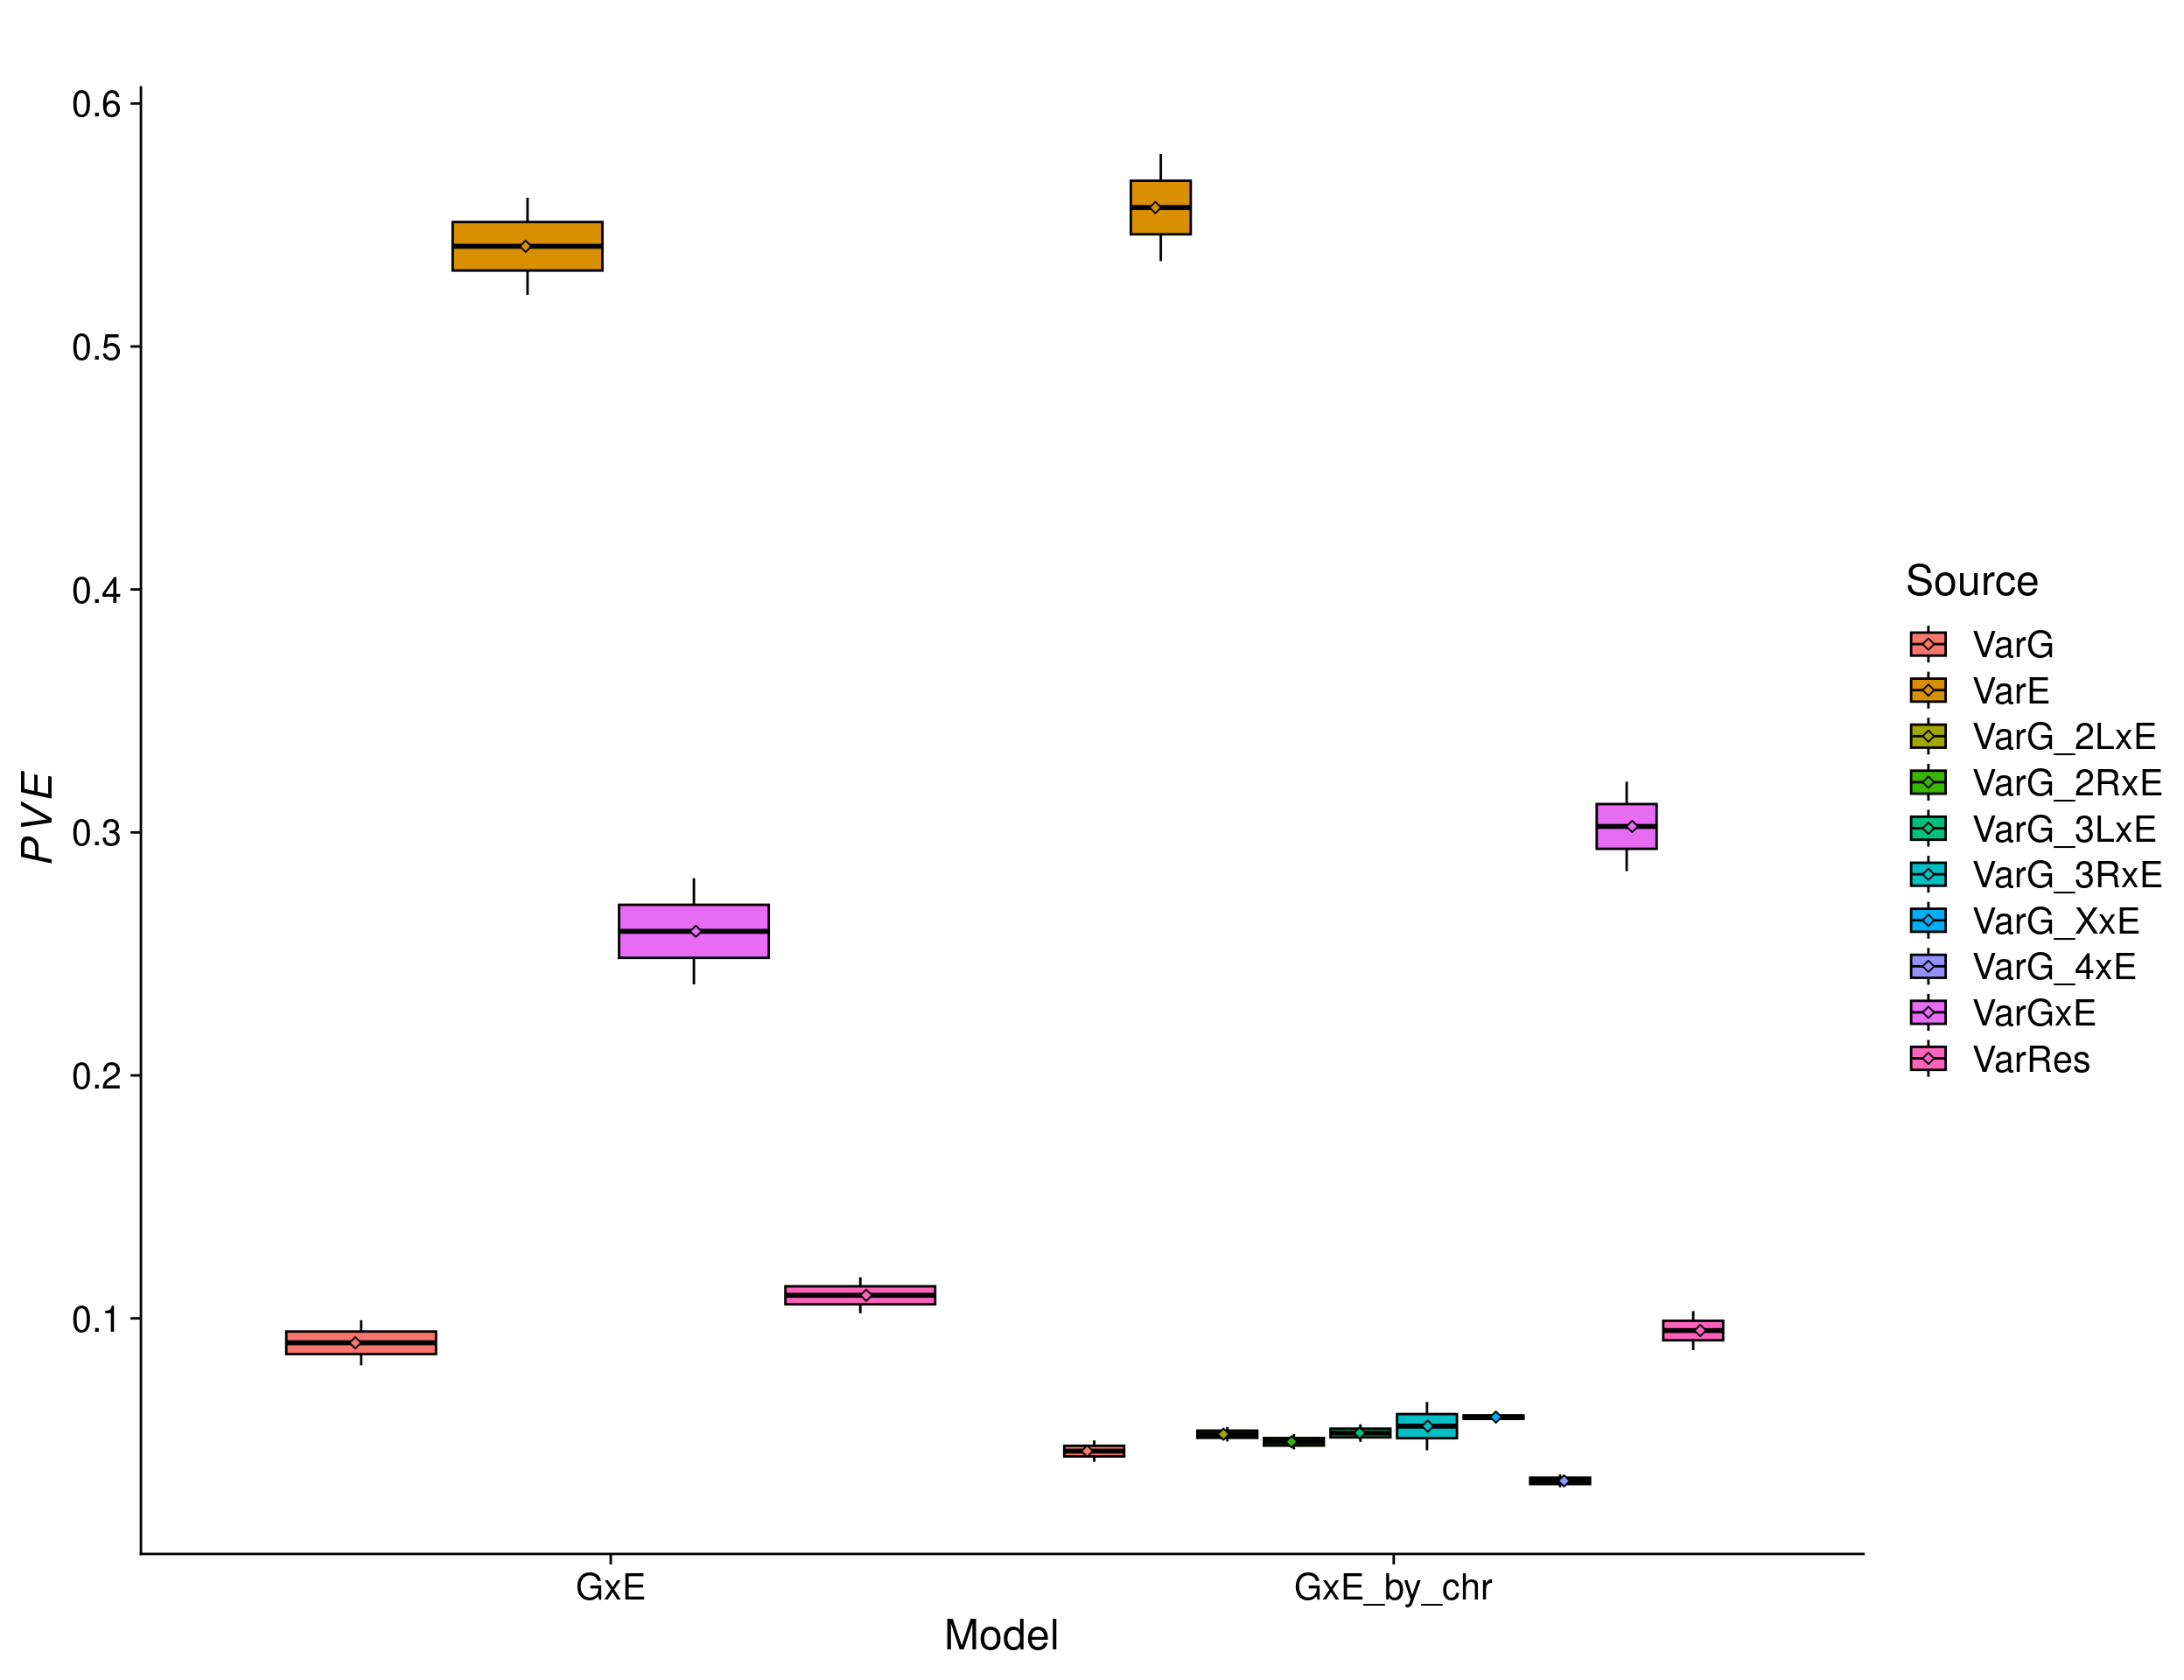 0.6
0.5
0.4
0.3
0.2
0.1
PVE
GxE
GxE_by_chr
Model
Source
VarG
VarE
VarG_2LxE
VarG_2RxE
VarG_3LxE
VarG_3RxE
VarG_XxE
VarG_4xE
VarGxE
VarRes